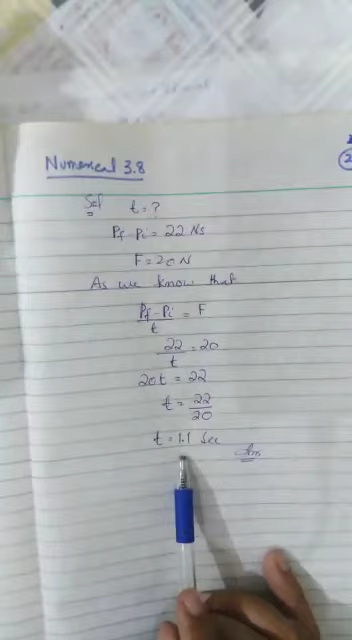 Numerical 3.8
Sol t = ?
Pf - Pi = 22 Ns
F = 20 N
As we know that
Pf - Pi / t = F
22 / t = 20
20t = 22
t = 22 / 20
t = 1.1 Sec
Ans
2